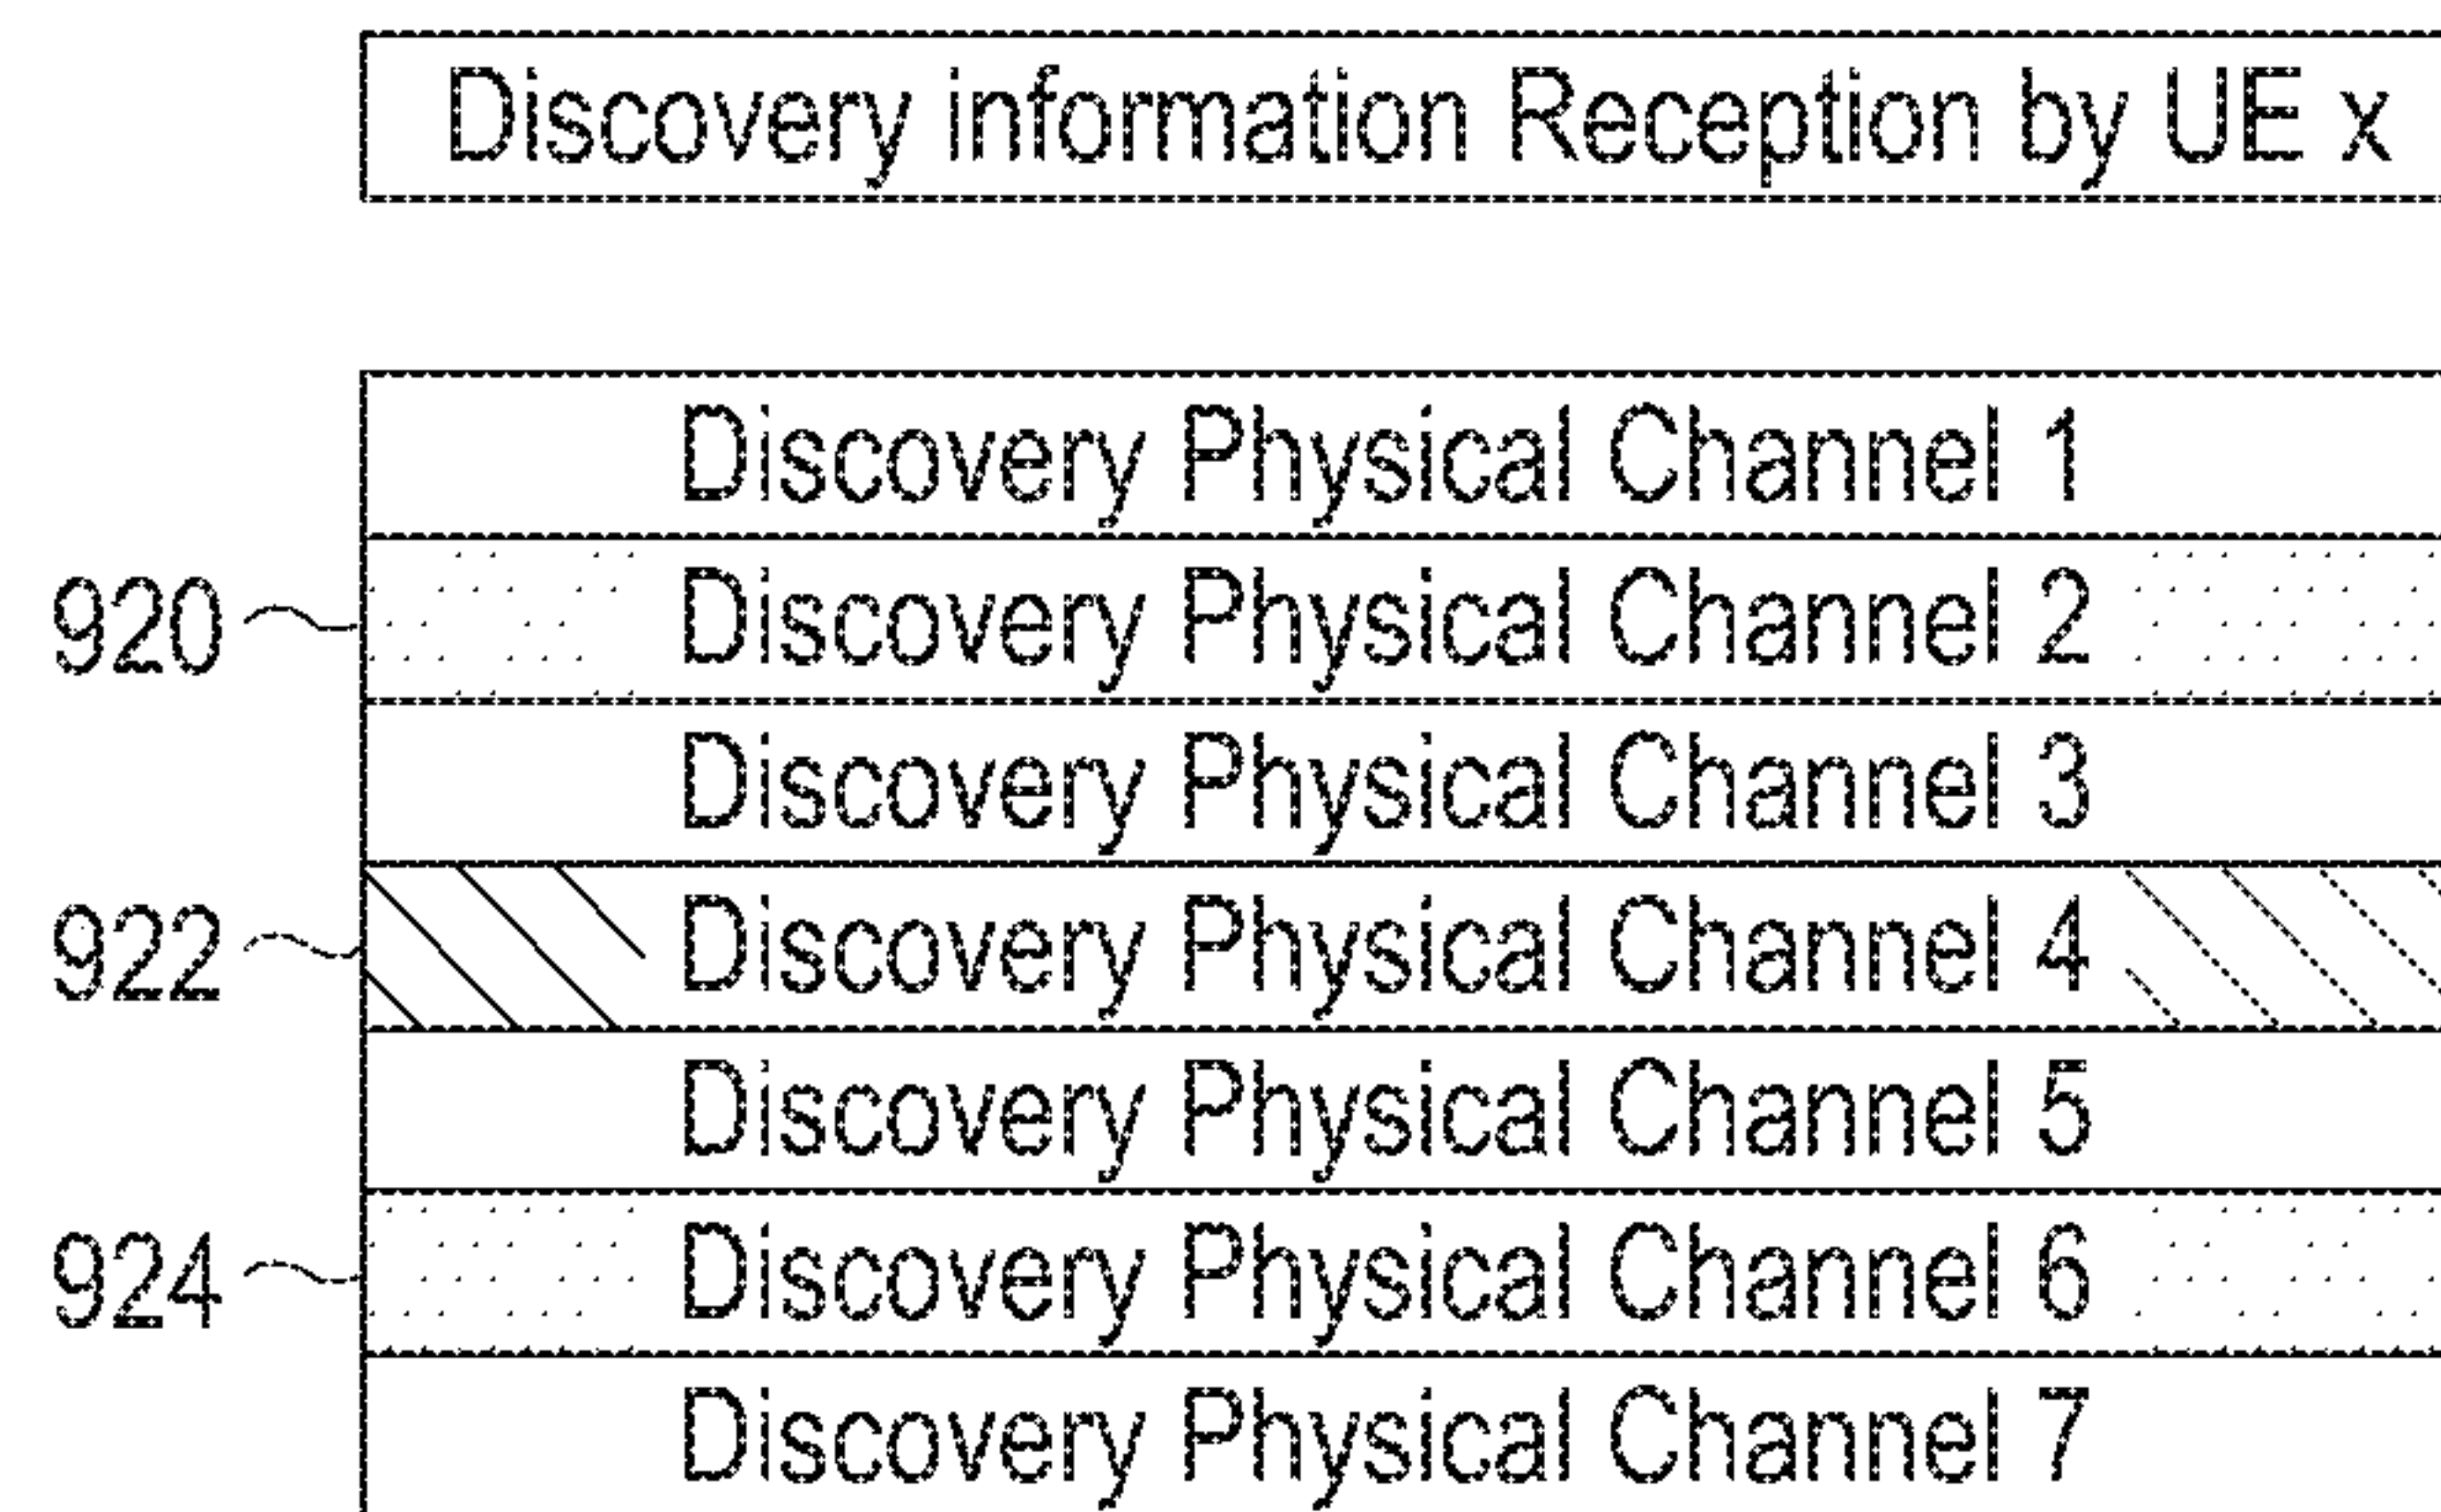 Discovery information Reception by UE x
Discovery Physical Channel 1
920 Discovery Physical Channel 2
Discovery Physical Channel 3
922 Discovery Physical Channel 4
Discovery Physical Channel 5
924 Discovery Physical Channel 6
Discovery Physical Channel 7